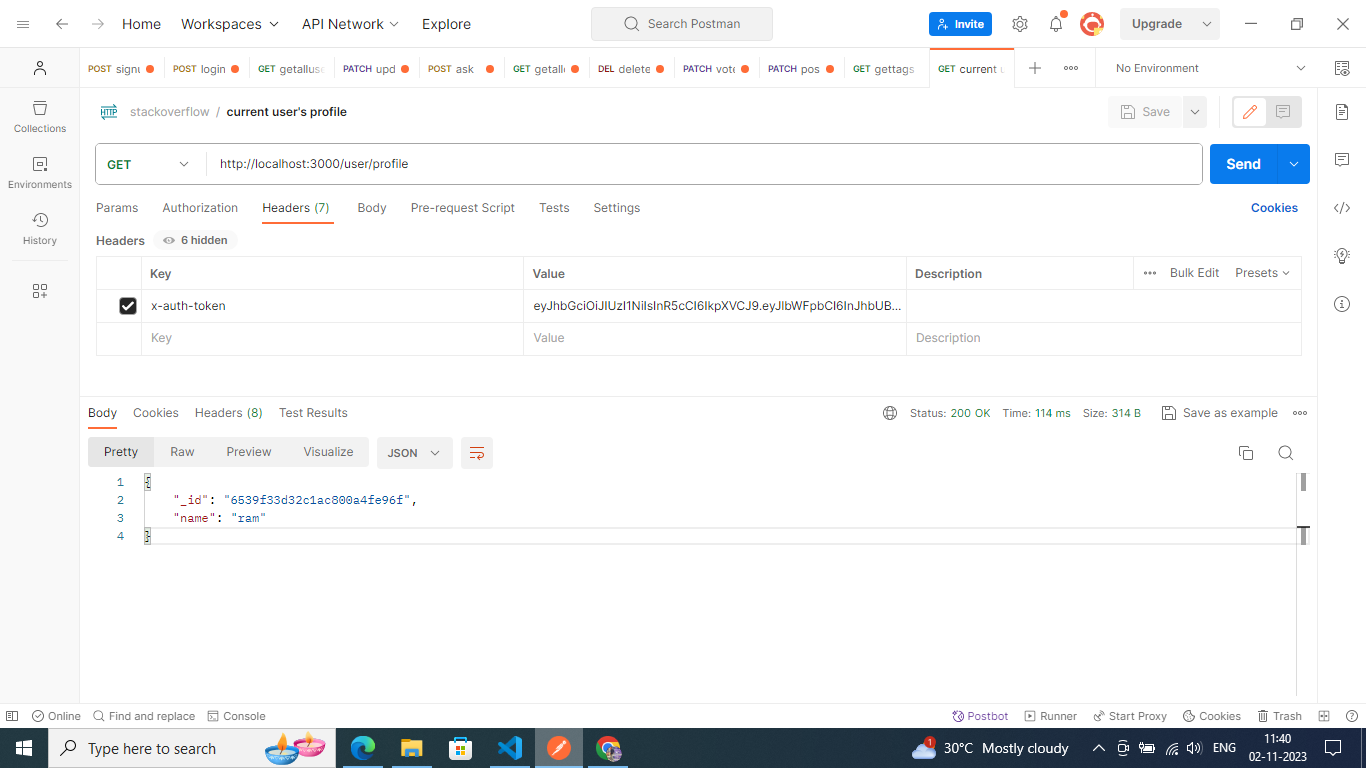 Home Workspaces API Network Explore Search Postman Invite Upgrade
POST signu POST login GET getalluse PATCH upd POST ask GET getalle DEL delete PATCH vote PATCH pos GET gettags GET current u No Environment
stackoverflow / current user's profile Save
HTTP
GET http://localhost:3000/user/profile Send
Params Authorization Headers (7) Body Pre-request Script Tests Settings Cookies
Headers 6 hidden
Key Value Description Bulk Edit Presets
x-auth-token eyJhbGciOiJIUzI1NiIsInR5cCI6IkpXVCJ9.eyJlbWFpbCI6InJhbUB...
Key Value Description
Collections
Environments
History
Body Cookies Headers (8) Test Results Status: 200 OK Time: 114 ms Size: 314 B Save as example
Pretty Raw Preview Visualize JSON
1 {
2 "_id": "6539f33d32c1ac800a4fe96f",
3 "name": "ram"
4 }
Online Find and replace Console Postbot Runner Start Proxy Cookies Trash
Type here to search 1 30°C Mostly cloudy ENG 11:40
02-11-2023